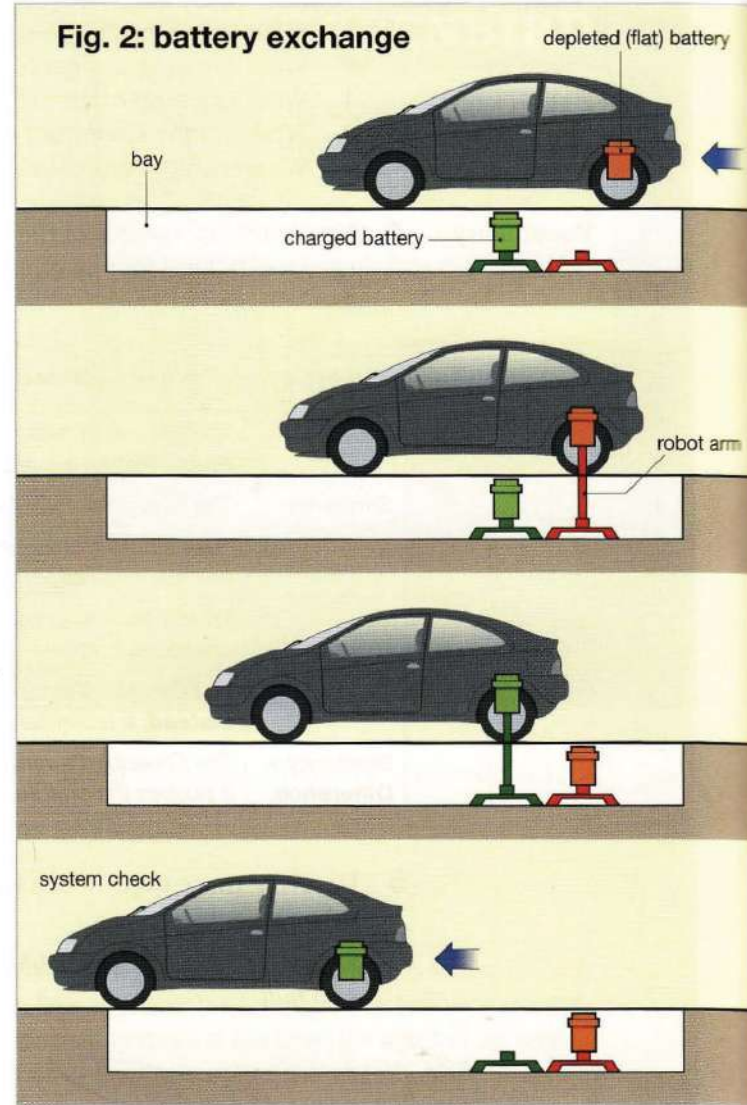 Fig. 2: battery exchange
depleted (flat) battery
bay
charged battery
robot arm
system check